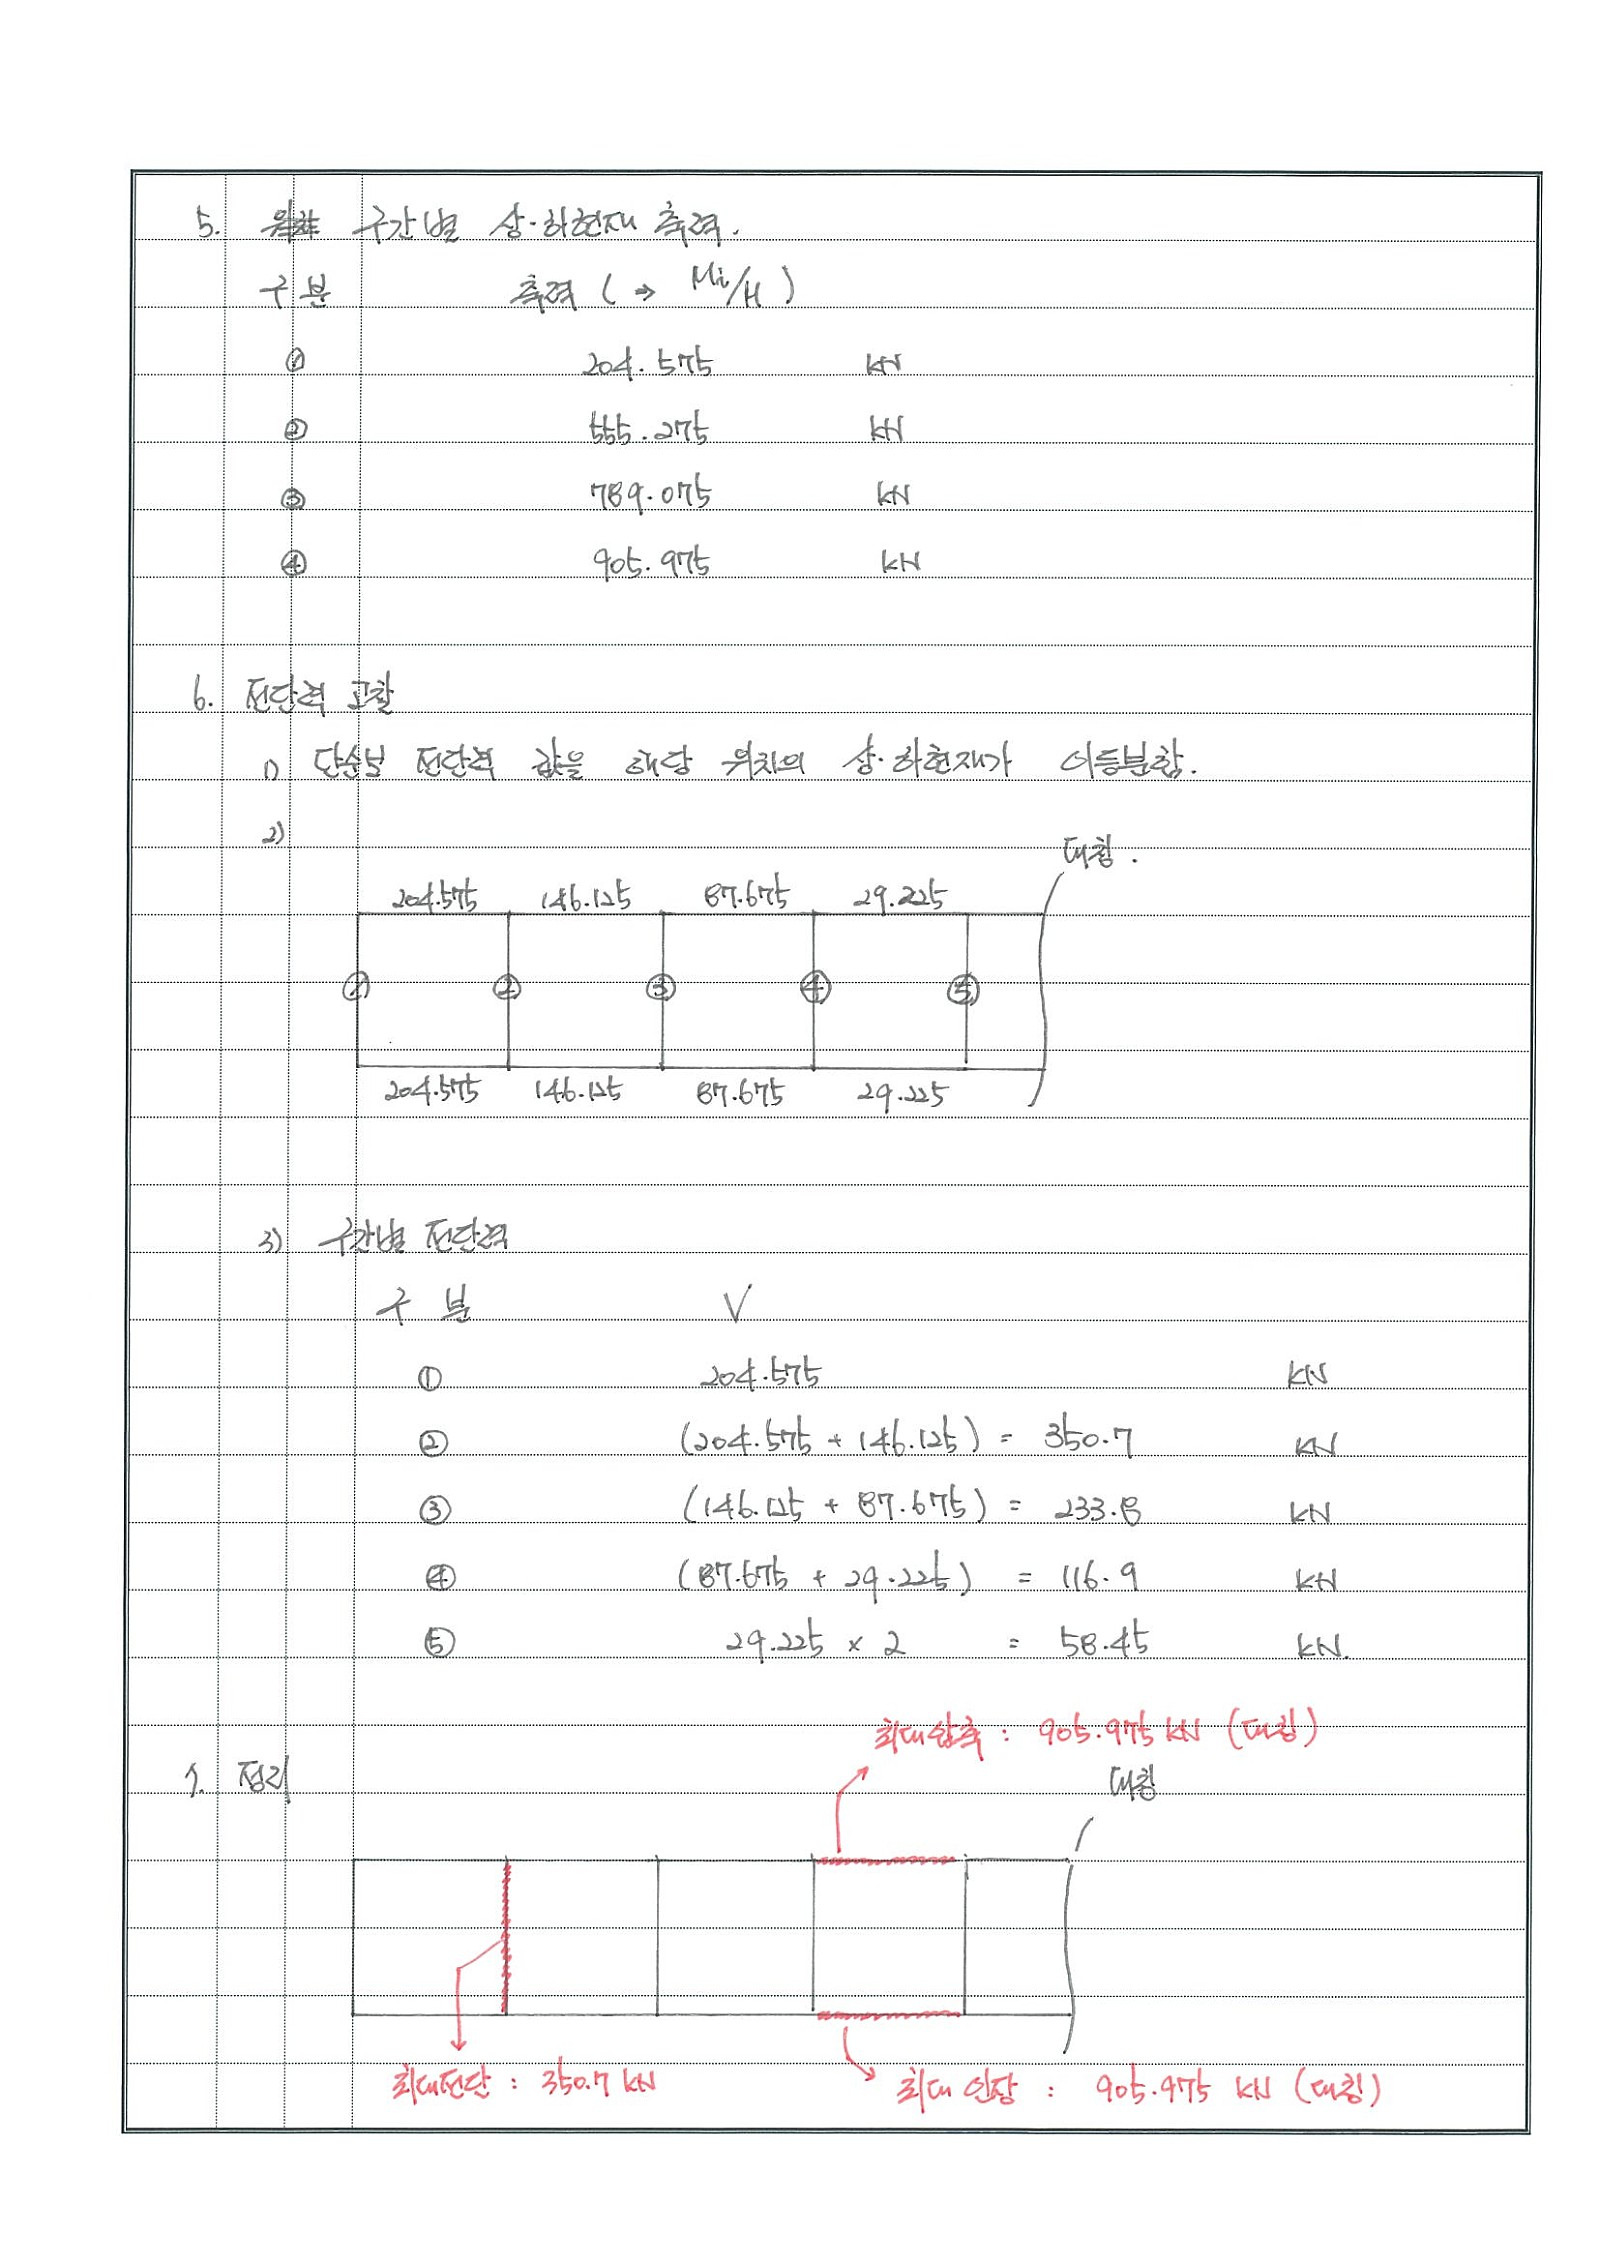 5. 구간별 상·하현재 축력.
구분 축력 ( → Mi/H )
① 204.575 kN
② 555.275 kN
③ 789.075 kN
④ 905.975 kN
6. 전단력 고찰
1) 단순보 전단력 값을 해당 위치의 상·하현재가 이등분함.
2)
대칭.
204.575 146.125 87.675 29.225
① ② ③ ④ ⑤
204.575 146.125 87.675 29.225
3) 구간별 전단력
구 분 V
① 204.575 kN
② (204.575 + 146.125) = 350.7 kN
③ (146.125 + 87.675) = 233.8 kN
④ (87.675 + 29.225) = 116.9 kN
⑤ 29.225 × 2 = 58.45 kN.
최대압축 : 905.975 kN (대칭)
7. 정리 대칭
최대전단 : 350.7 kN
최대 인장 : 905.975 kN (대칭)